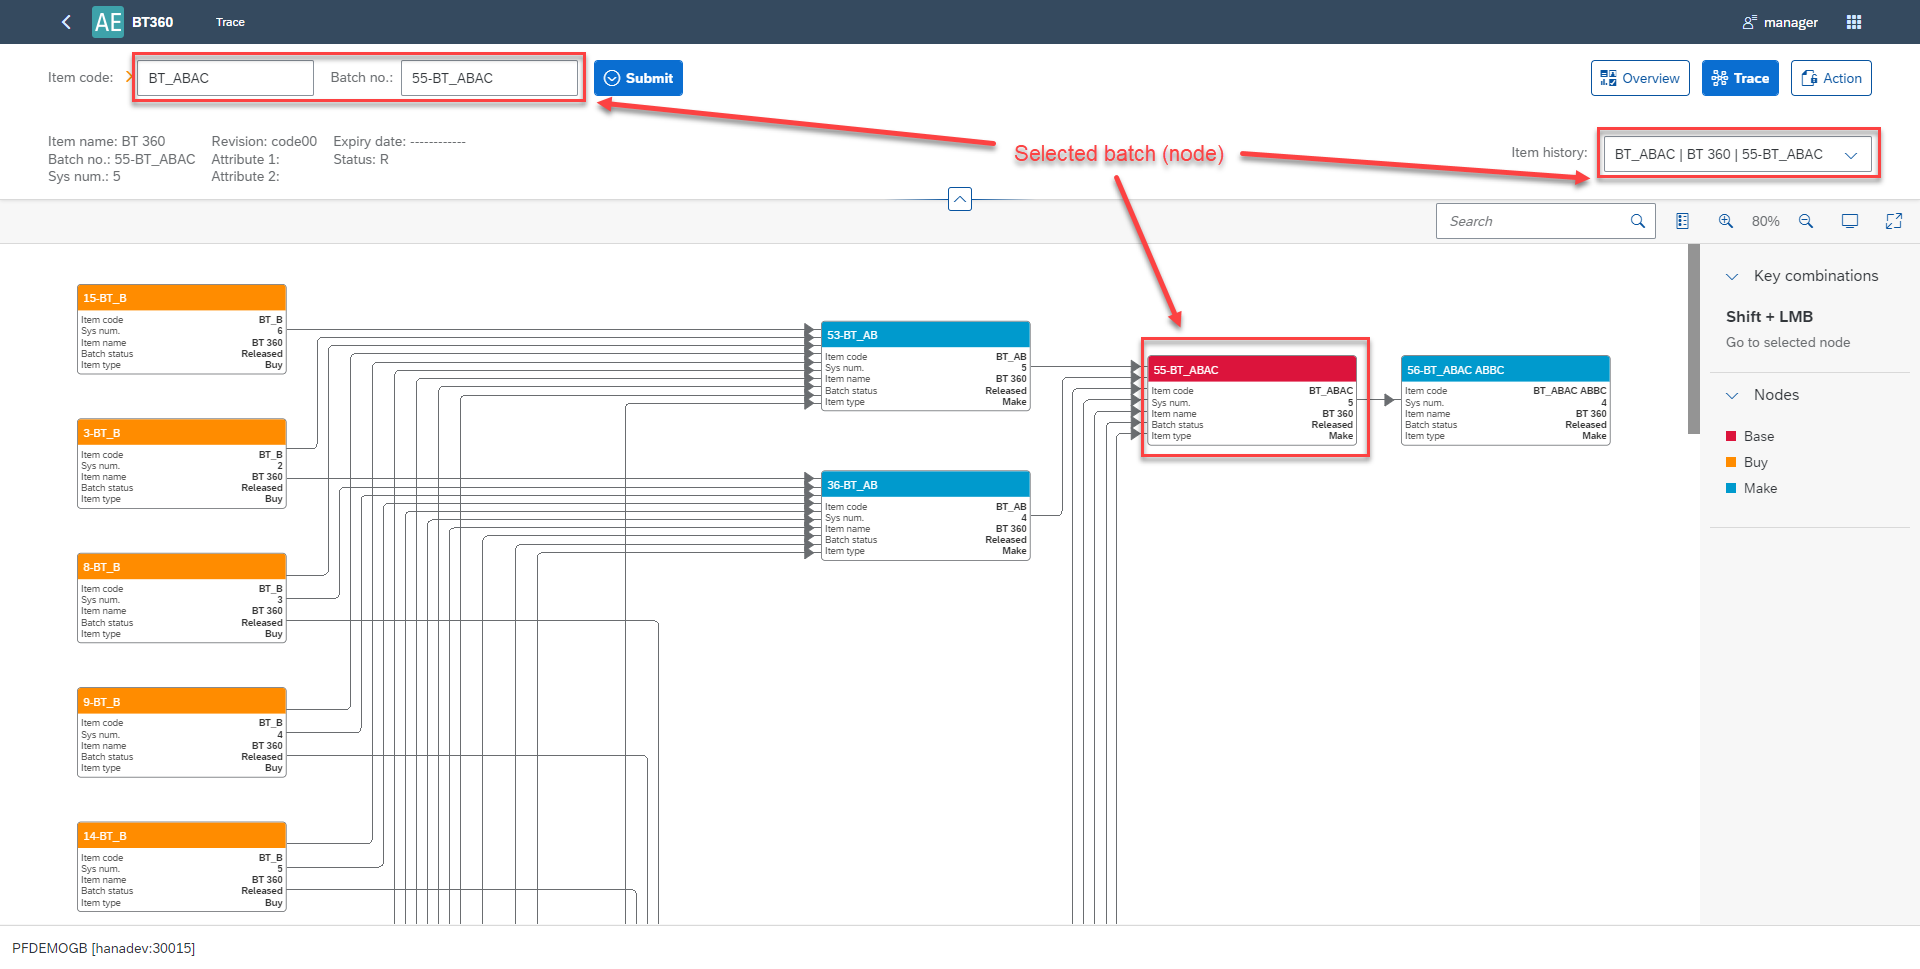 AE BT360 Trace manager
Item code: BT_ABAC Batch no.: 55-BT_ABAC Submit Overview Trace Action
Item name: BT 360 Revision: code00 Expiry date: ------------
Batch no.: 55-BT_ABAC Attribute 1: Status: R
Sys num.: 5 Attribute 2:
Selected batch (node)
Item history: BT_ABAC | BT 360 | 55-BT_ABAC
Search 80%
15-BT_B
Item code BT_B
Sys num. 6
Item name BT 360
Batch status Released
Item type Buy
3-BT_B
Item code BT_B
Sys num. 2
Item name BT 360
Batch status Released
Item type Buy
8-BT_B
Item code BT_B
Sys num. 3
Item name BT 360
Batch status Released
Item type Buy
9-BT_B
Item code BT_B
Sys num. 4
Item name BT 360
Batch status Released
Item type Buy
14-BT_B
Item code BT_B
Sys num. 5
Item name BT 360
Batch status Released
Item type Buy
53-BT_AB
Item code BT_AB
Sys num. 5
Item name BT 360
Batch status Released
Item type Make
36-BT_AB
Item code BT_AB
Sys num. 4
Item name BT 360
Batch status Released
Item type Make
55-BT_ABAC
Item code BT_ABAC
Sys num. 5
Item name BT 360
Batch status Released
Item type Make
56-BT_ABAC ABBC
Item code BT_ABAC ABBC
Sys num. 4
Item name BT 360
Batch status Released
Item type Make
Key combinations
Shift + LMB
Go to selected node
Nodes
Base
Buy
Make
PFDEMOGB [hanadev:30015]